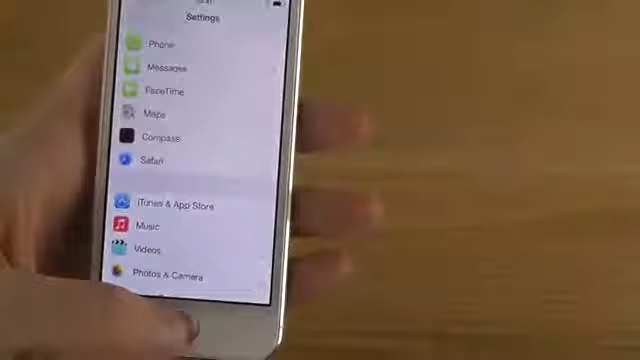 Settings
Phone
Messages
FaceTime
Maps
Compass
Safari
iTunes & App Store
Music
Videos
Photos & Camera